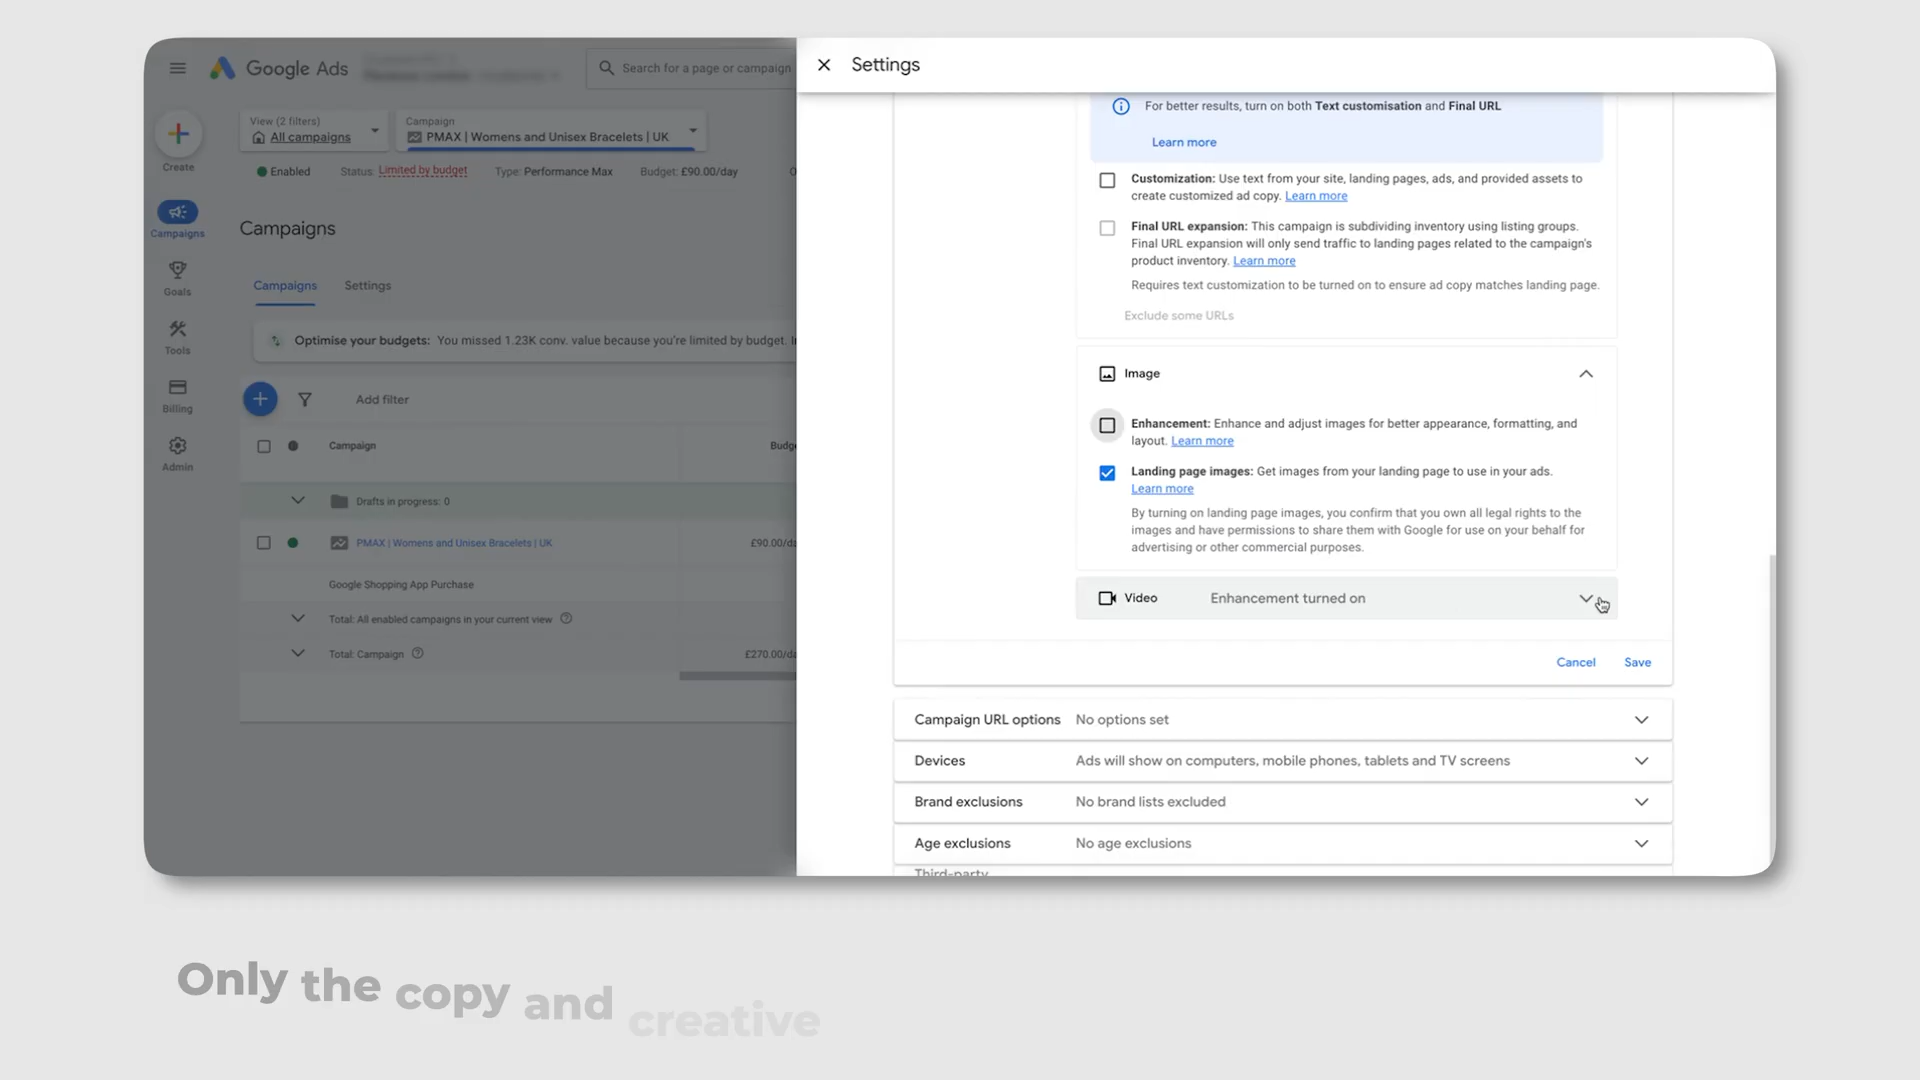 Google Ads
Search for a page or campaign
Settings
Create
View (2 filters)
All campaigns
Campaign
PMAX | Womens and Unisex Bracelets | UK
Enabled
Status: Limited by budget
Type: Performance Max
Budget: £90.00/day
O
Campaigns
Goals
Tools
Billing
Admin
Campaigns
Campaigns
Settings
Optimise your budgets: You missed 1.23K conv. value because you're limited by budget. I
Add filter
Campaign
Budge
Drafts in progress: 0
PMAX | Womens and Unisex Bracelets | UK
£90.00/da
Google Shopping App Purchase
Total: All enabled campaigns in your current view
Total: Campaign
£270.00/da
For better results, turn on both Text customisation and Final URL
Learn more
Customization: Use text from your site, landing pages, ads, and provided assets to
create customized ad copy. Learn more
Final URL expansion: This campaign is subdividing inventory using listing groups.
Final URL expansion will only send traffic to landing pages related to the campaign's
product inventory. Learn more
Requires text customization to be turned on to ensure ad copy matches landing page.
Exclude some URLs
Image
Enhancement: Enhance and adjust images for better appearance, formatting, and
layout. Learn more
Landing page images: Get images from your landing page to use in your ads.
Learn more
By turning on landing page images, you confirm that you own all legal rights to the
images and have permissions to share them with Google for use on your behalf for
advertising or other commercial purposes.
Video
Enhancement turned on
Cancel
Save
Campaign URL options
No options set
Devices
Ads will show on computers, mobile phones, tablets and TV screens
Brand exclusions
No brand lists excluded
Age exclusions
No age exclusions
Third-party
Only the copy and creative